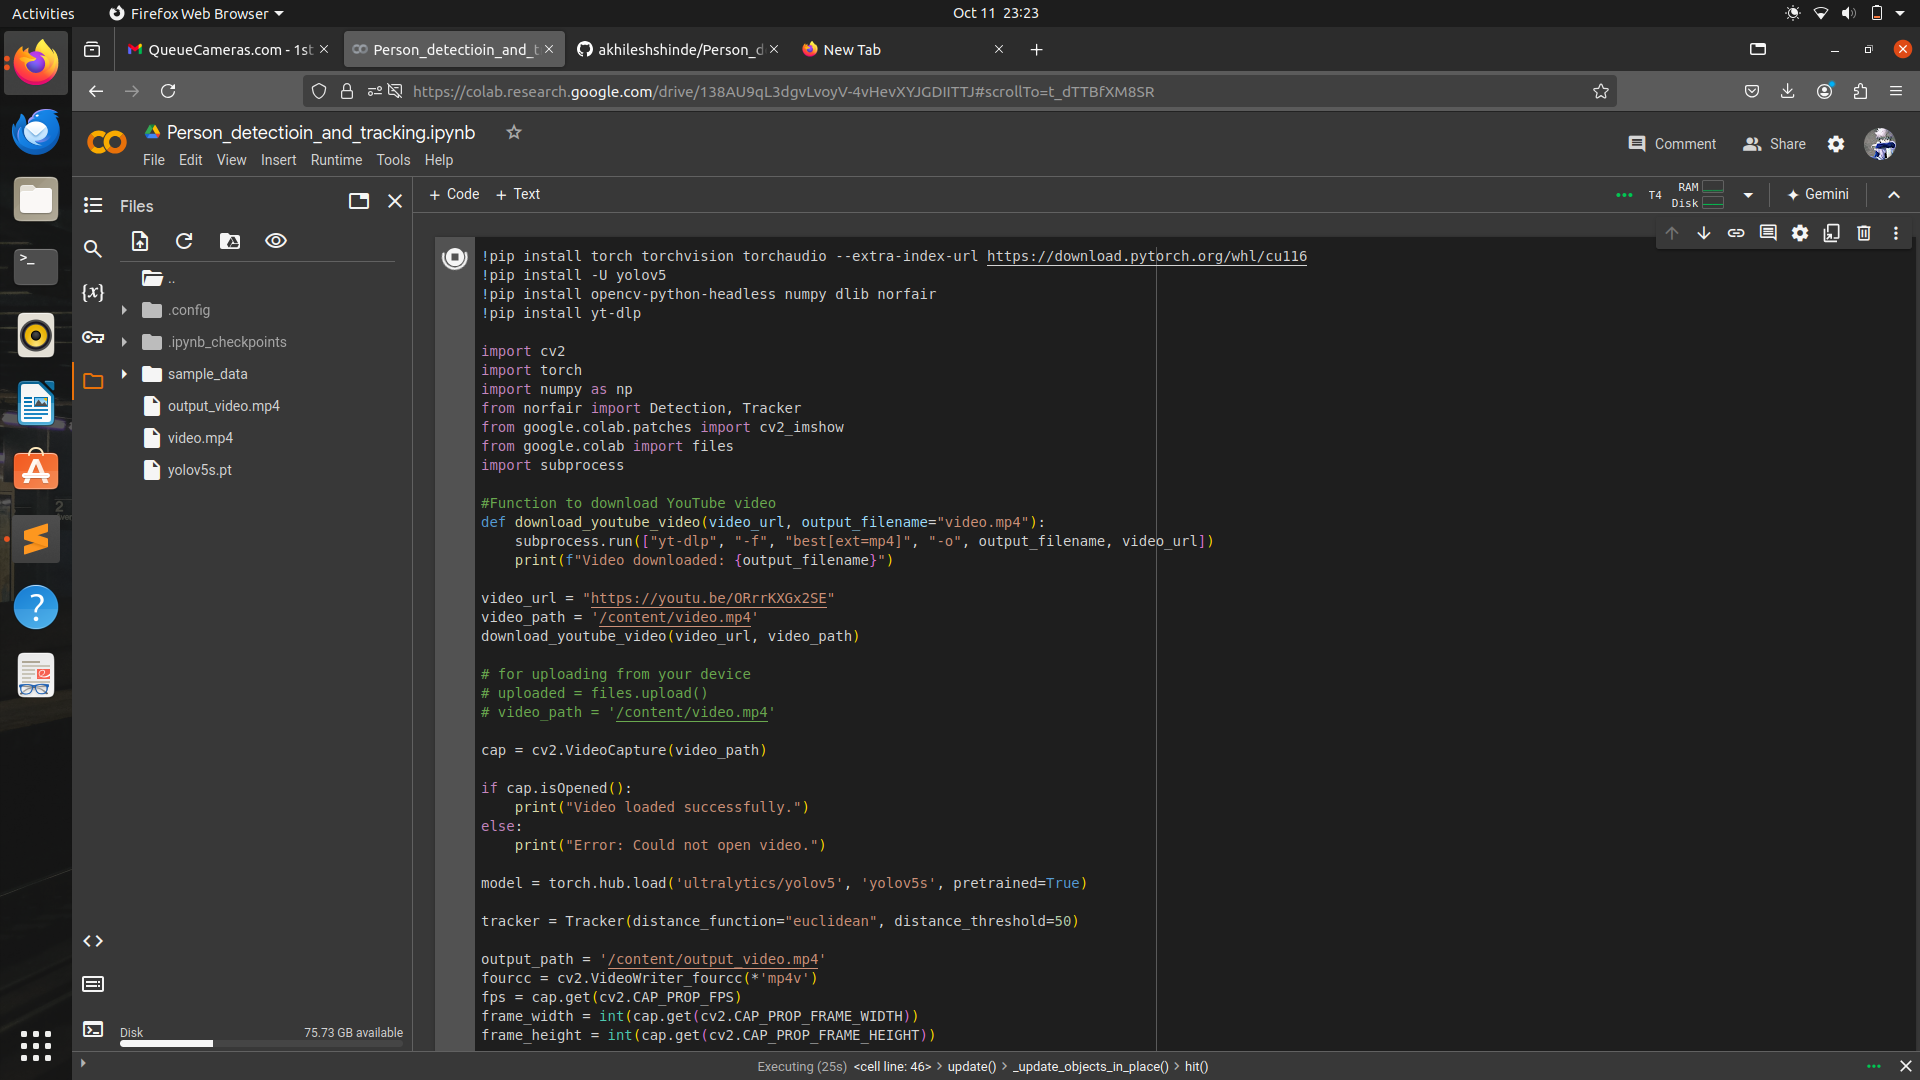 Activities
Firefox Web Browser
Oct 11 23:23
QueueCameras.com - 1st
Person_detectioin_and_t
akhileshshinde/Person_d
New Tab
https://colab.research.google.com/drive/138AU9qL3dgvLvoyV-4vHevXYJGDIITTJ#scrollTo=t_dTTBfXM8SR
Person_detectioin_and_tracking.ipynb
Comment
Share
File Edit View Insert Runtime Tools Help
Files
+ Code + Text
T4
RAM
Disk
Gemini
..
.config
.ipynb_checkpoints
sample_data
output_video.mp4
video.mp4
yolov5s.pt
{x}
!pip install torch torchvision torchaudio --extra-index-url https://download.pytorch.org/whl/cu116
!pip install -U yolov5
!pip install opencv-python-headless numpy dlib norfair
!pip install yt-dlp
import cv2
import torch
import numpy as np
from norfair import Detection, Tracker
from google.colab.patches import cv2_imshow
from google.colab import files
import subprocess
#Function to download YouTube video
def download_youtube_video(video_url, output_filename="video.mp4"):
    subprocess.run(["yt-dlp", "-f", "best[ext=mp4]", "-o", output_filename, video_url])
    print(f"Video downloaded: {output_filename}")
video_url = "https://youtu.be/ORrrKXGx2SE"
video_path = '/content/video.mp4'
download_youtube_video(video_url, video_path)
# for uploading from your device
# uploaded = files.upload()
# video_path = '/content/video.mp4'
cap = cv2.VideoCapture(video_path)
if cap.isOpened():
    print("Video loaded successfully.")
else:
    print("Error: Could not open video.")
model = torch.hub.load('ultralytics/yolov5', 'yolov5s', pretrained=True)
tracker = Tracker(distance_function="euclidean", distance_threshold=50)
output_path = '/content/output_video.mp4'
fourcc = cv2.VideoWriter_fourcc(*'mp4v')
fps = cap.get(cv2.CAP_PROP_FPS)
frame_width = int(cap.get(cv2.CAP_PROP_FRAME_WIDTH))
frame_height = int(cap.get(cv2.CAP_PROP_FRAME_HEIGHT))
Disk
75.73 GB available
Executing (25s) <cell line: 46> > update() > _update_objects_in_place() > hit()